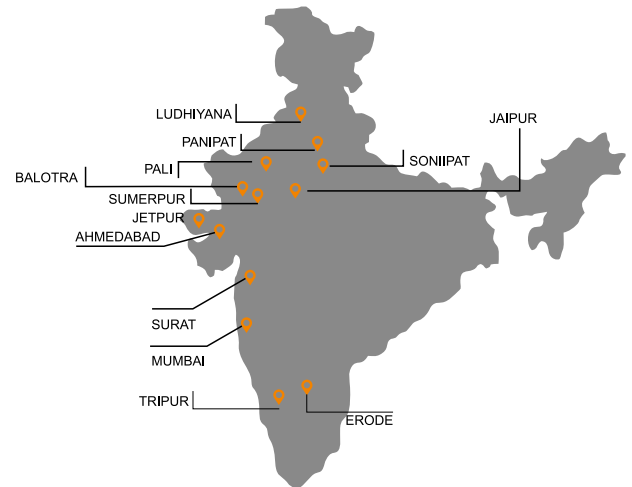 LUDHIYANA
JAIPUR
PANIPAT
SONIIPAT
PALI
BALOTRA
SUMERPUR
JETPUR
AHMEDABAD
SURAT
MUMBAI
TRIPUR
ERODE